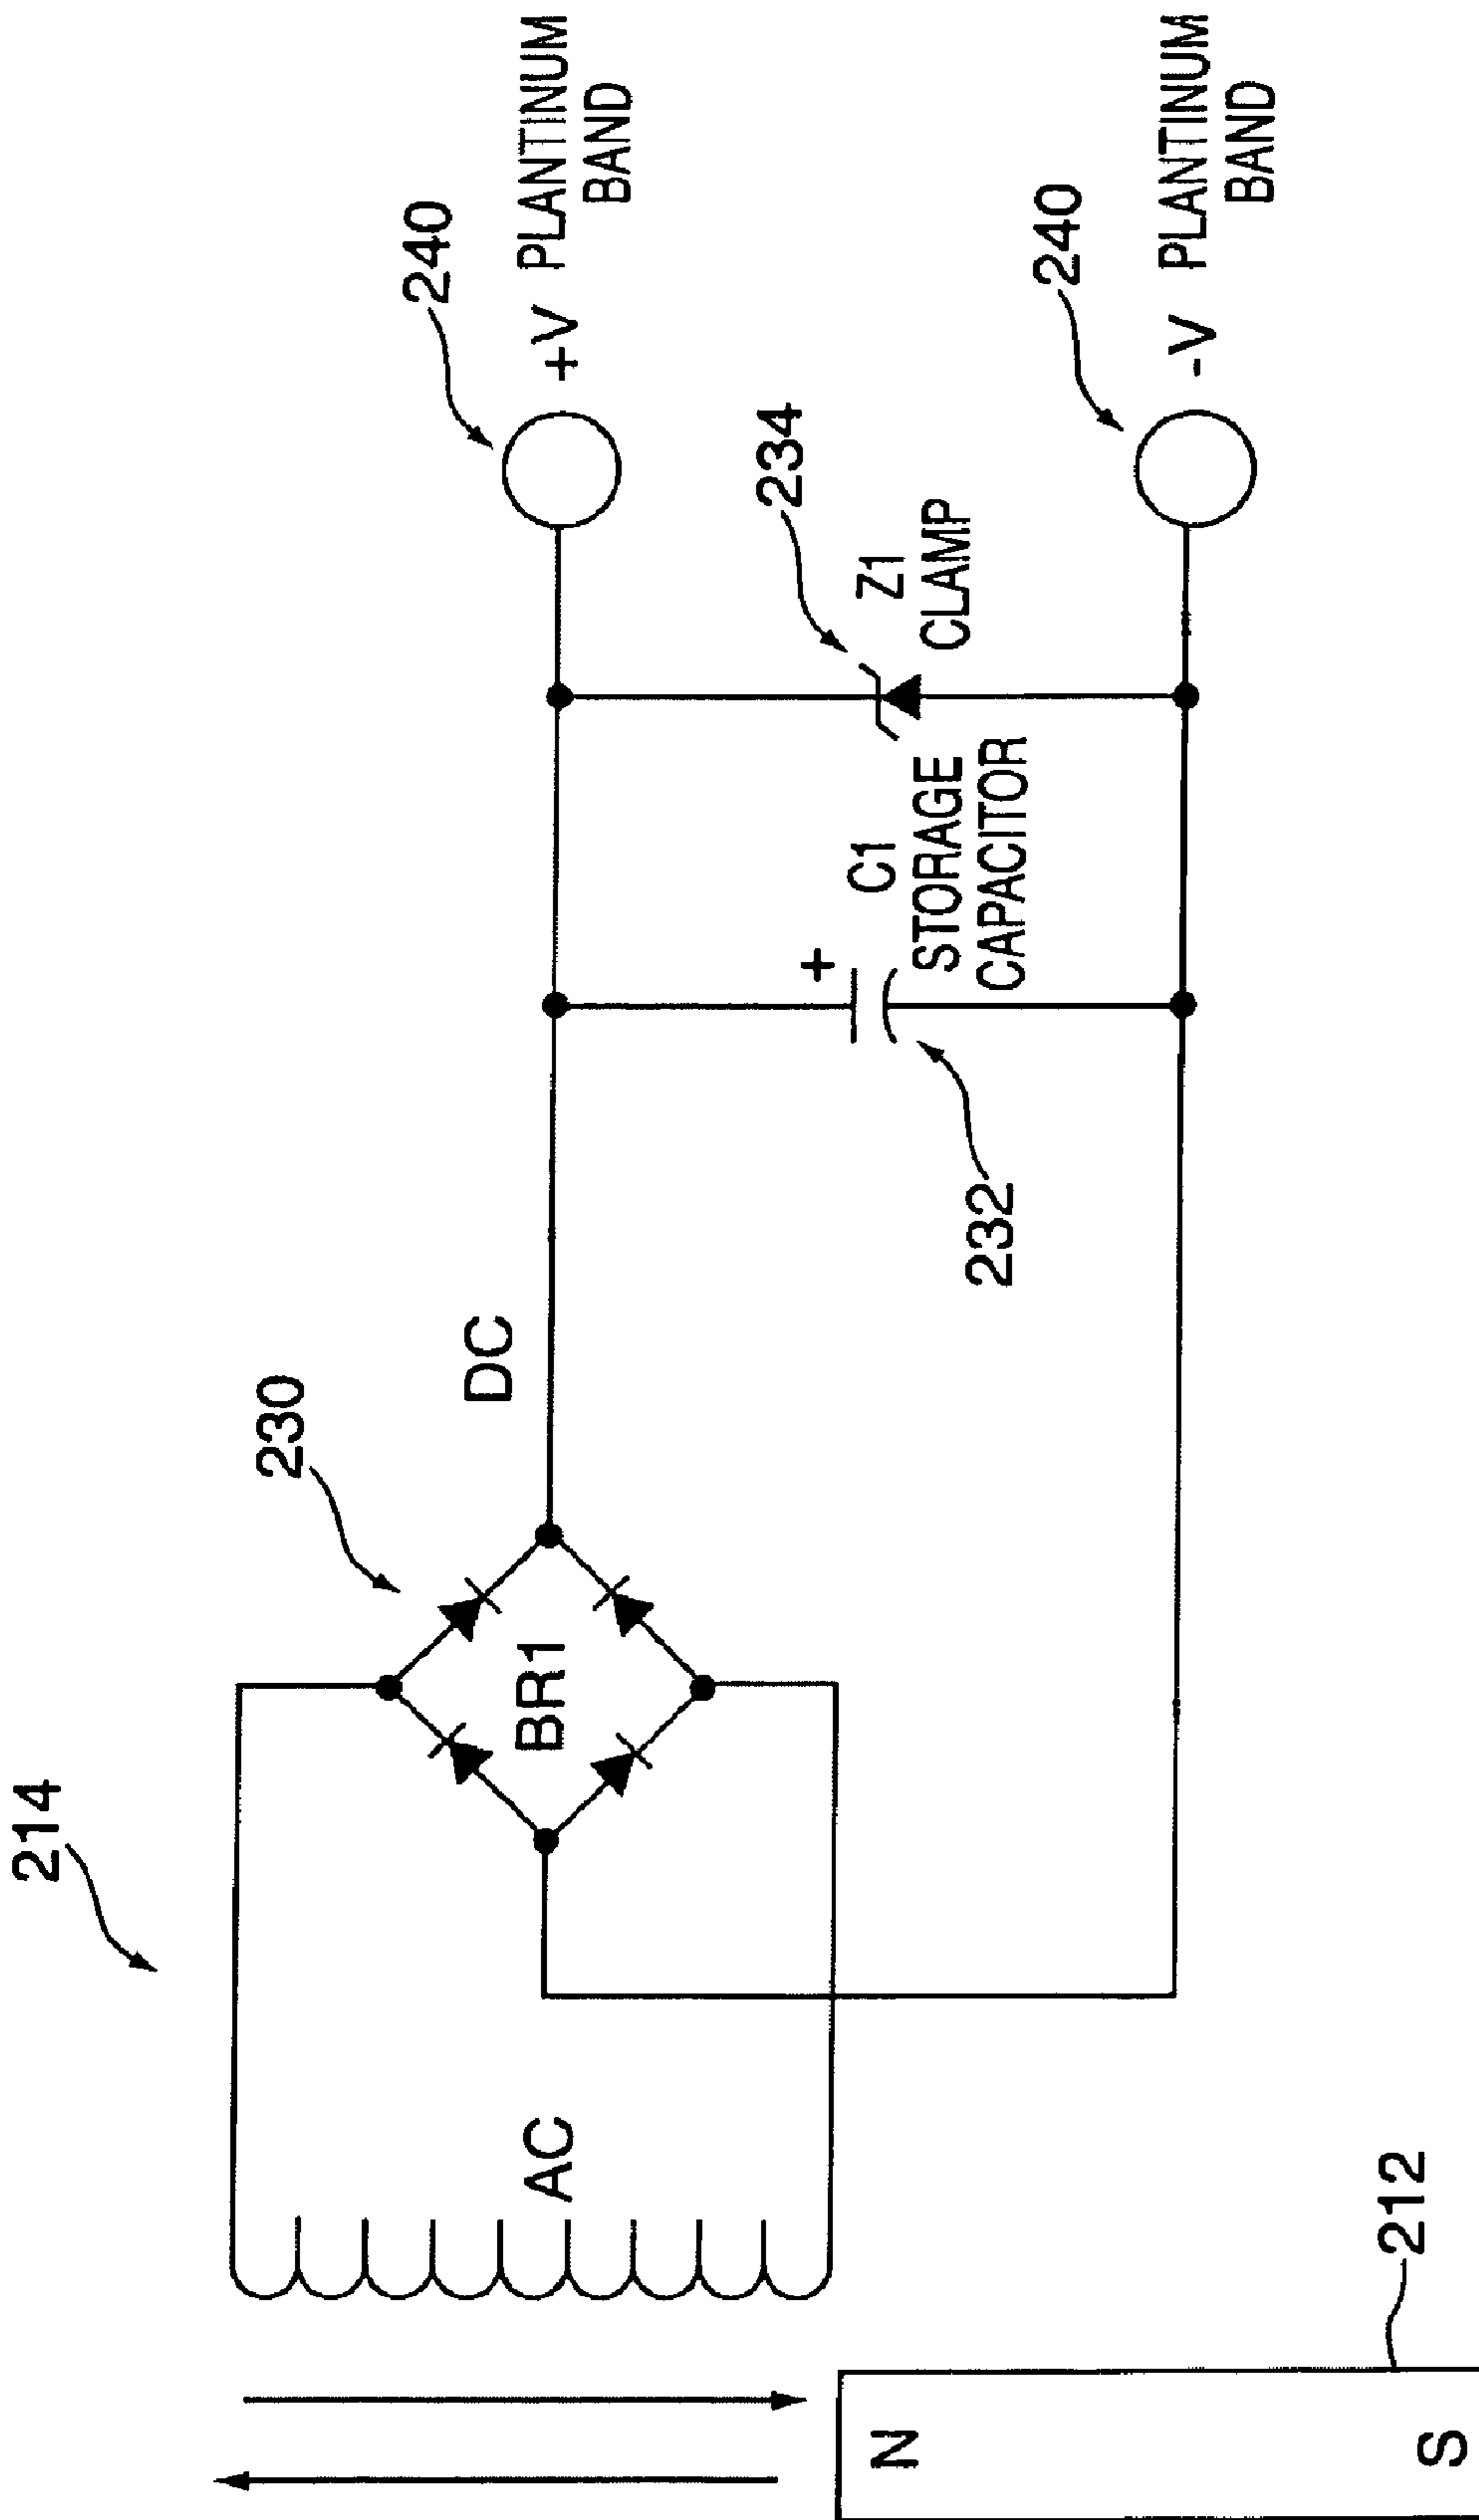 214
230
DC
BR1
AC
N
S
212
240
+V PLANTINUM
BAND
234
Z1
CLAMP
+
C1
STORAGE
CAPACITOR
232
240
-V PLANTINUM
BAND